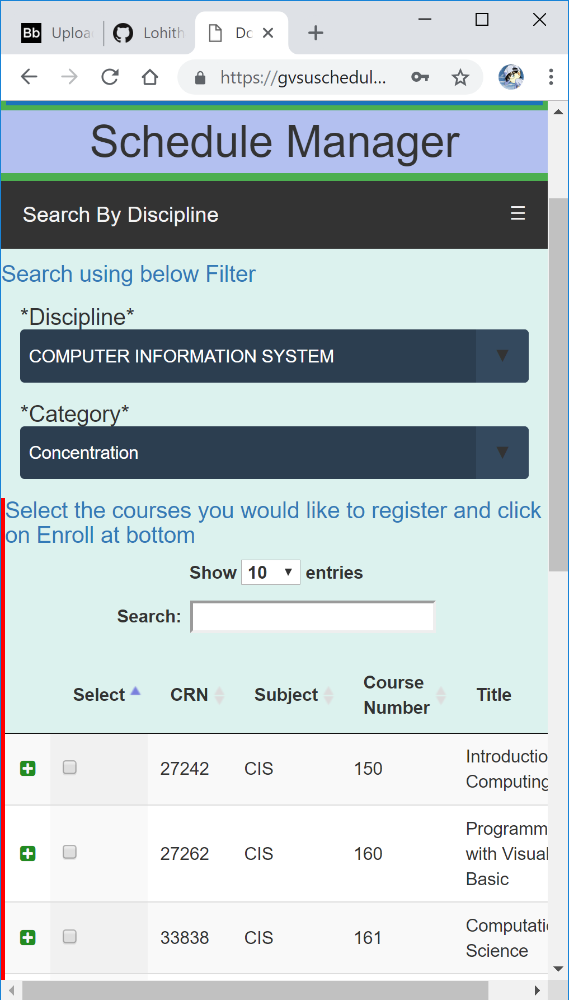 Bb Uploa Lohith Do
https://gvsuschedul...
Schedule Manager
Search By Discipline
Search using below Filter
*Discipline*
COMPUTER INFORMATION SYSTEM
*Category*
Concentration
Select the courses you would like to register and click
on Enroll at bottom
Show 10 entries
Search:
Select CRN Subject Course Number Title
27242 CIS 150 Introductio
Computing
27262 CIS 160 Programm
with Visual
Basic
33838 CIS 161 Computatio
Science